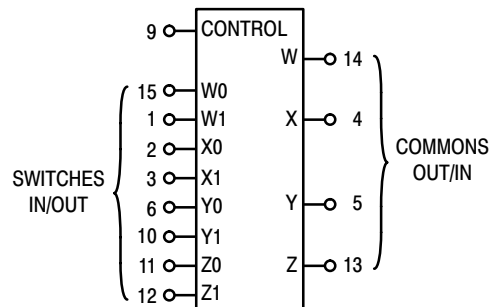 9 CONTROL
W 14
15 W0
1 W1
X 4
2 X0
COMMONS
OUT/IN
SWITCHES
IN/OUT
3 X1
6 Y0
Y 5
10 Y1
11 Z0
Z 13
12 Z1